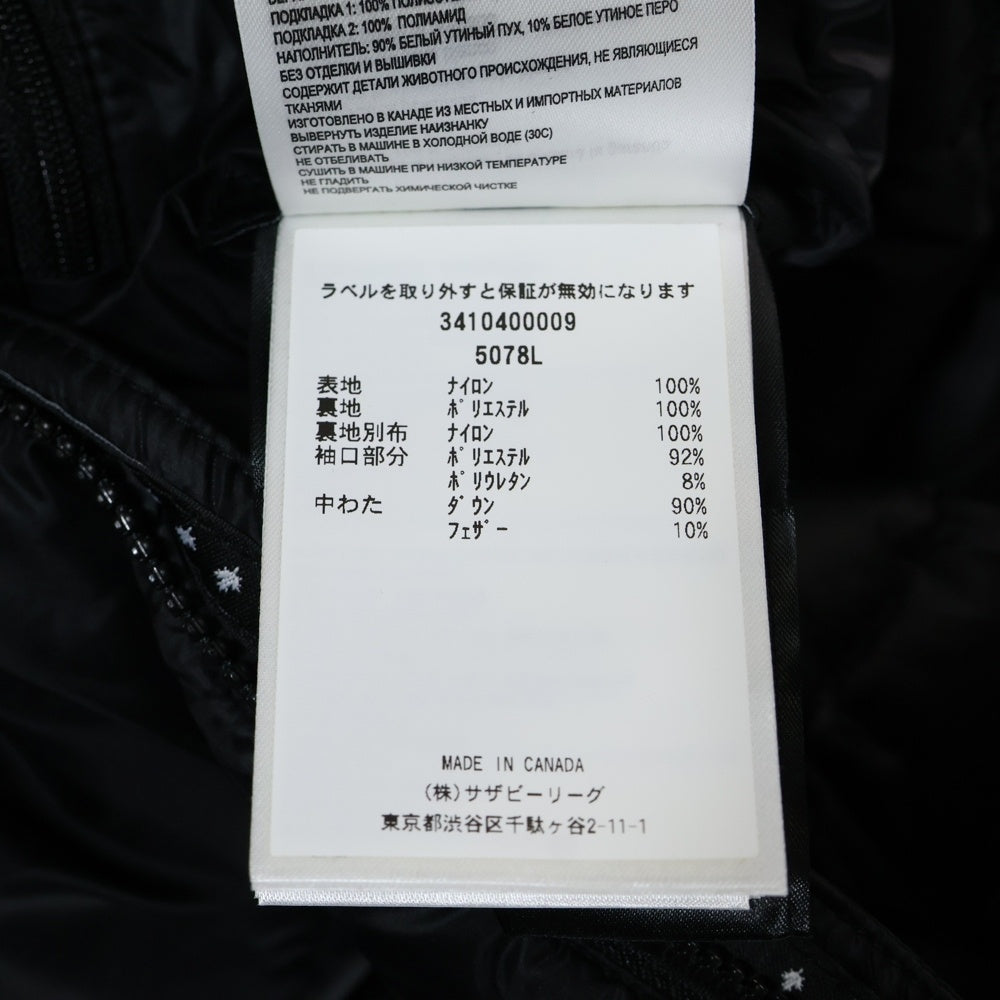 ПОДКЛАДКА 1: 100% ПОЛИЭСТЕ
ПОДКЛАДКА 2: 100% ПОЛИАМИД
НАПОЛНИТЕЛЬ: 90% БЕЛЫЙ УТИНЫЙ ПУХ, 10% БЕЛОЕ УТИНОЕ ПЕРО
БЕЗ ОТДЕЛКИ И ВЫШИВКИ
СОДЕРЖИТ ДЕТАЛИ ЖИВОТНОГО ПРОИСХОЖДЕНИЯ, НЕ ЯВЛЯЮЩИЕСЯ
ТКАНЯМИ
ИЗГОТОВЛЕНО В КАНАДЕ ИЗ МЕСТНЫХ И ИМПОРТНЫХ МАТЕРИАЛОВ
ВЫВЕРНУТЬ ИЗДЕЛИЕ НАИЗНАНКУ
СТИРАТЬ В МАШИНЕ В ХОЛОДНОЙ ВОДЕ (30C)
НЕ ОТБЕЛИВАТЬ
СУШИТЬ В МАШИНЕ ПРИ НИЗКОЙ ТЕМПЕРАТУРЕ
НЕ ГЛАДИТЬ
НЕ ПОДВЕРГАТЬ ХИМИЧЕСКОЙ ЧИСТКЕ
ラベルを取り外すと保証が無効になります
3410400009
5078L
表地 ﾅｲﾛﾝ 100%
裏地 ﾎﾟﾘｴｽﾃﾙ 100%
裏地別布 ﾅｲﾛﾝ 100%
袖口部分 ﾎﾟﾘｴｽﾃﾙ 92%
ﾎﾟﾘｳﾚﾀﾝ 8%
中わた ﾀﾞｳﾝ 90%
ﾌｪｻﾞｰ 10%
MADE IN CANADA
(株)サザビーリーグ
東京都渋谷区千駄ヶ谷2-11-1